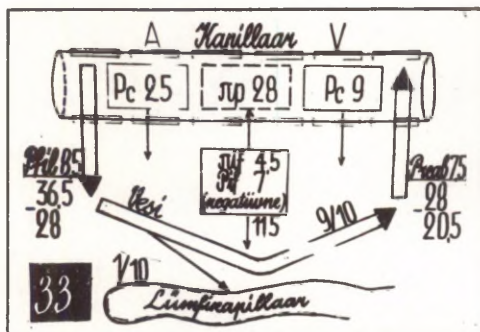 A Kapillaar V
Pc 25 πp 28 Pc 9
Pfil 8,5
36,5
-28
πif 4,5
Pif 7
(negatiivne)
11,5
Preab 7,5
28
-20,5
Vesi
9/10
1/10
33
Lümfikapillaar